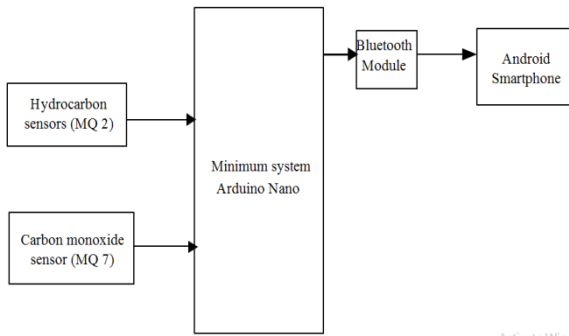 Bluetooth
Module
Android
Smartphone
Hydrocarbon
sensors (MQ 2)
Minimum system
Arduino Nano
Carbon monoxide
sensor (MQ 7)